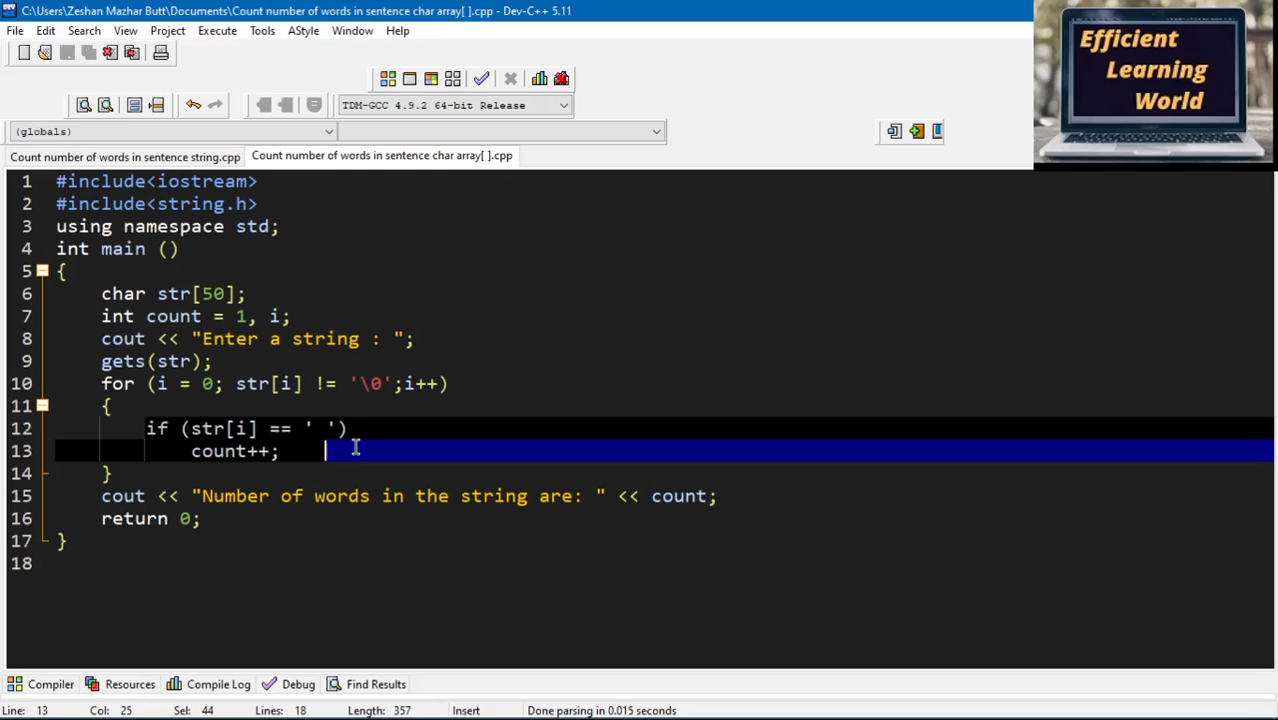 C:\Users\Zeshan Mazhar Butt\Documents\Count number of words in sentence char array[ ].cpp - Dev-C++ 5.11
File Edit Search View Project Execute Tools AStyle Window Help
TDM-GCC 4.9.2 64-bit Release
(globals)
Count number of words in sentence string.cpp Count number of words in sentence char array[ ].cpp
Efficient
Learning
World
1 #include<iostream>
2 #include<string.h>
3 using namespace std;
4 int main ()
5 {
6 char str[50];
7 int count = 1, i;
8 cout << "Enter a string : ";
9 gets(str);
10 for (i = 0; str[i] != '\0';i++)
11 {
12 if (str[i] == ' ')
13 count++;
14 }
15 cout << "Number of words in the string are: " << count;
16 return 0;
17 }
18
Compiler Resources Compile Log Debug Find Results
Line: 13 Col: 25 Sel: 44 Lines: 18 Length: 357 Insert Done parsing in 0.015 seconds